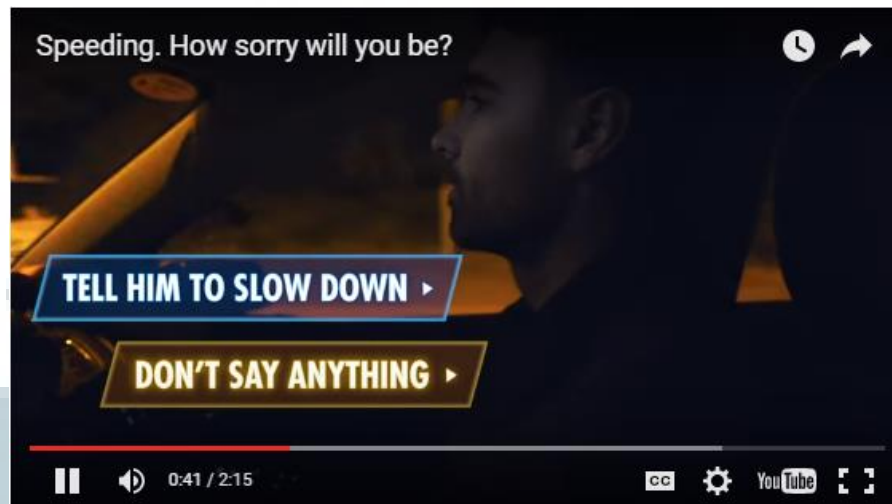 Speeding. How sorry will you be?
TELL HIM TO SLOW DOWN
DON'T SAY ANYTHING
0:41 / 2:15
CC
YouTube